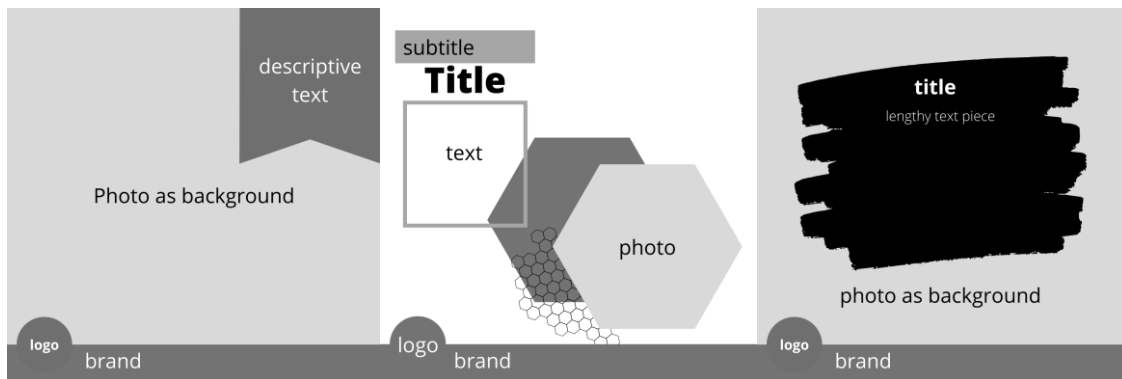 descriptive
text
Photo as background
logo
brand
subtitle
Title
text
photo
logo
brand
title
lengthy text piece
photo as background
logo
brand